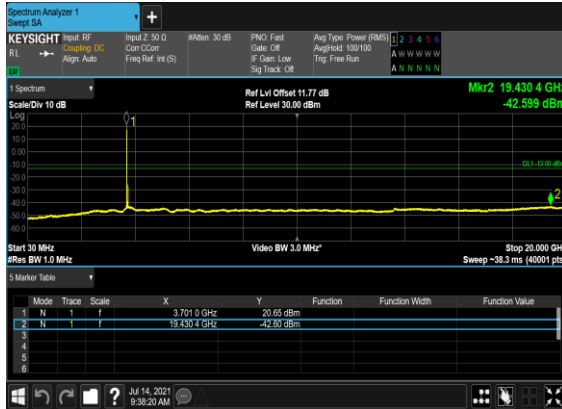 Spectrum Analyzer 1
Swept SA
+
KEYSIGHT Input: RF Input Z: 50 Ω #Atten: 30 dB PNO: Fast Avg Type: Power (RMS) 1 2 3 4 5 6
RL Coupling: DC Corr CCorr Gate: Off Avg|Hold: 100/100 A W W W W W
Align: Auto Freq Ref: Int (S) IF Gain: Low Trig: Free Run
LU Sig Track: Off A N N N N N
1 Spectrum Ref Lvl Offset 11.77 dB Mkr2 19.430 4 GHz
Scale/Div 10 dB Ref Level 30.00 dBm -42.599 dBm
Log
20.0
10.0
0.00
-10.0
-20.0
-30.0
-40.0
-50.0
-60.0
1
DL1 -13.00 dBm
2
Start 30 MHz Video BW 3.0 MHz* Stop 20.000 GHz
#Res BW 1.0 MHz Sweep ~38.3 ms (40001 pts)
5 Marker Table
Mode Trace Scale X Y Function Function Width Function Value
1 N 1 f 3.701 0 GHz 20.65 dBm
2 N 1 f 19.430 4 GHz -42.60 dBm
3
4
5
6
? Jul 14, 2021
9:38:20 AM